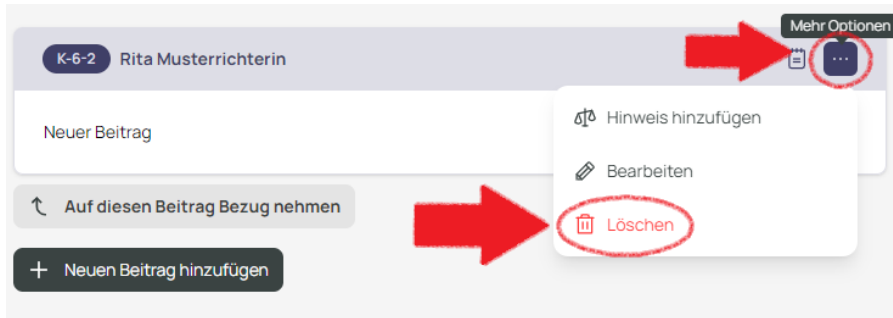 Mehr Optionen
K-6-2 Rita Musterrichterin
Neuer Beitrag
Hinweis hinzufügen
Bearbeiten
Löschen
Auf diesen Beitrag Bezug nehmen
+ Neuen Beitrag hinzufügen